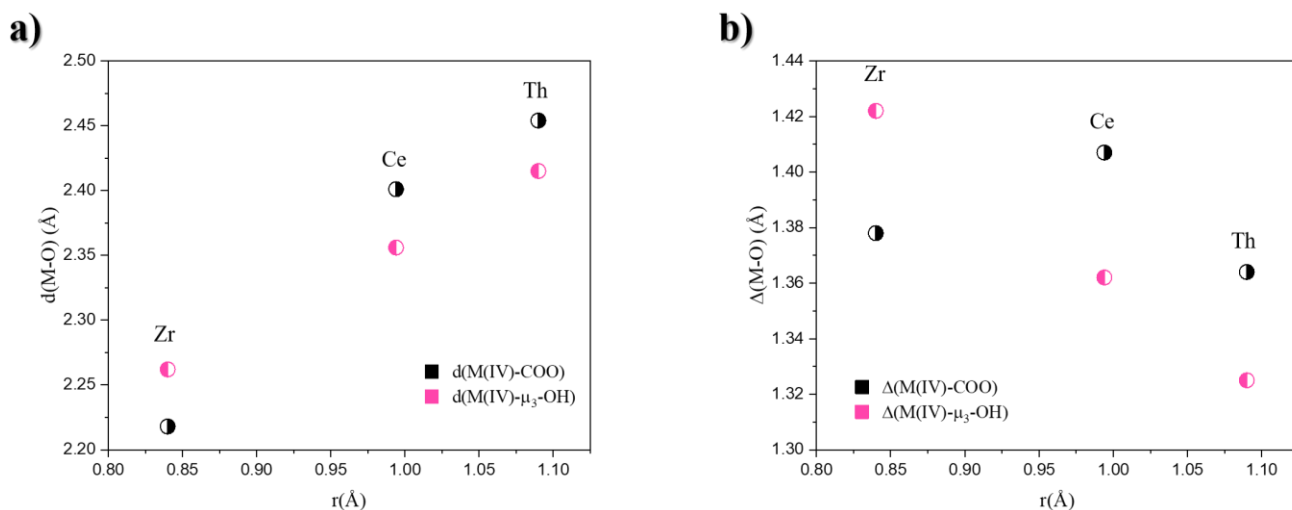 a)
2.50
2.45
2.40
2.35
2.30
2.25
2.20
d(M-O) (Å)
Zr
Ce
Th
d(M(IV)-COO)
d(M(IV)-μ₃-OH)
0.80 0.85 0.90 0.95 1.00 1.05 1.10
r(Å)
b)
1.44
1.42
1.40
1.38
1.36
1.34
1.32
1.30
Δ(M-O) (Å)
Zr
Ce
Th
Δ(M(IV)-COO)
Δ(M(IV)-μ₃-OH)
0.80 0.85 0.90 0.95 1.00 1.05 1.10
r(Å)